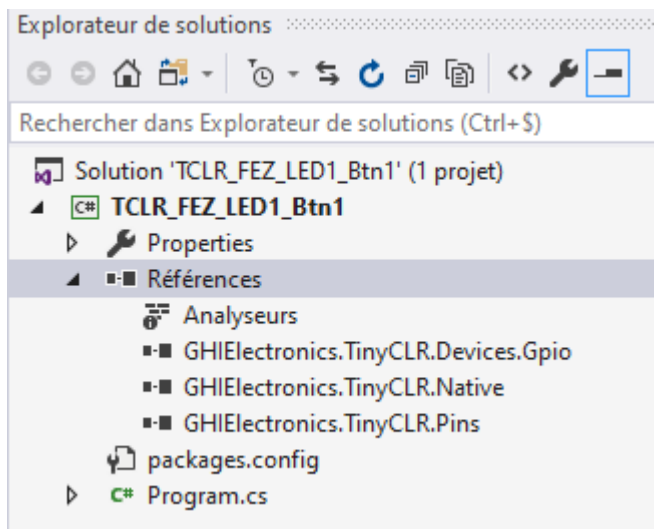 Explorateur de solutions
Rechercher dans Explorateur de solutions (Ctrl+$)
Solution 'TCLR_FEZ_LED1_Btn1' (1 projet)
C# TCLR_FEZ_LED1_Btn1
Properties
Références
Analyseurs
GHIElectronics.TinyCLR.Devices.Gpio
GHIElectronics.TinyCLR.Native
GHIElectronics.TinyCLR.Pins
packages.config
C# Program.cs